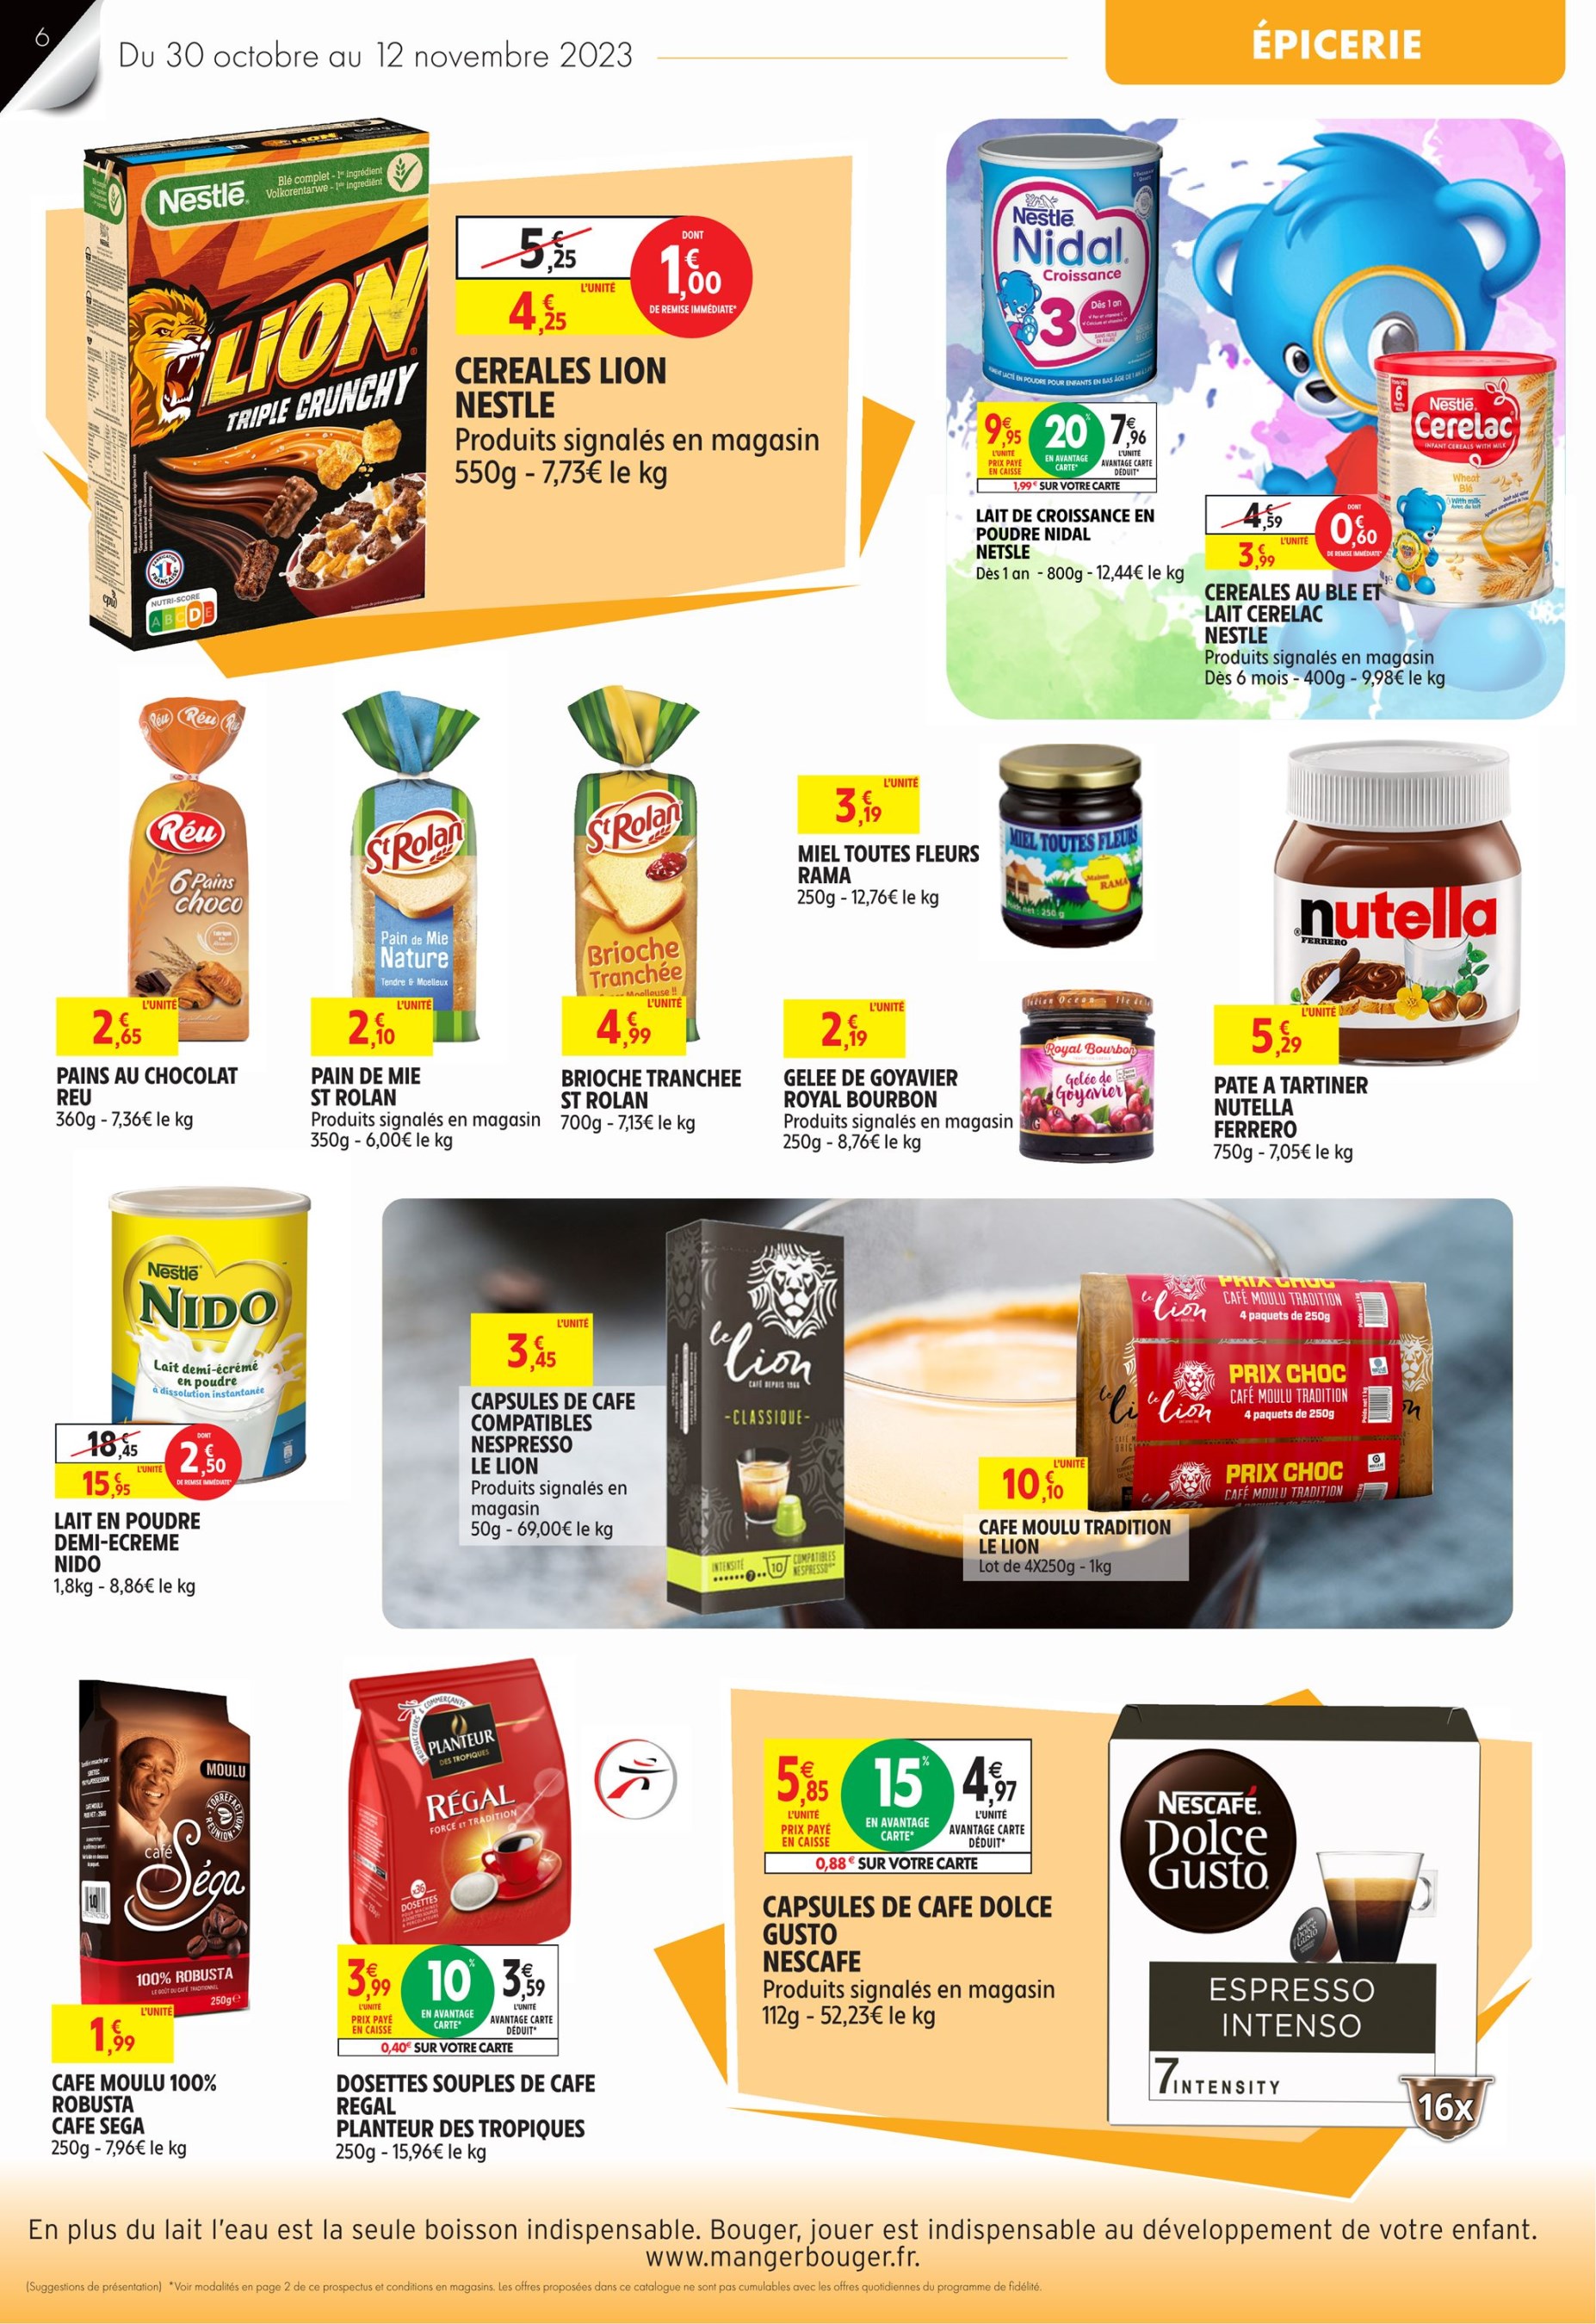 6
Du 30 octobre au 12 novembre 2023
ÉPICERIE
Nestlé
Blé complet - 1er ingrédient
Volkorentarwe - 1ste ingrediënt
LION
TRIPLE CRUNCHY
NUTRI-SCORE
A B C D E
5€,25
4€,25
L'UNITÉ
DONT
1€,00
DE REMISE IMMÉDIATE*
CEREALES LION
NESTLE
Produits signalés en magasin
550g - 7,73€ le kg
Nestlé
Nidal
Croissance
3
Dès 1 an
9€,95
L'UNITÉ
PRIX PAYÉ
EN CAISSE
20%
EN AVANTAGE
CARTE*
7€,96
L'UNITÉ
AVANTAGE CARTE
DÉDUIT*
1,99€ SUR VOTRE CARTE
LAIT DE CROISSANCE EN
POUDRE NIDAL
NETSLE
Dès 1 an - 800g - 12,44€ le kg
Nestlé
Cerelac
INFANT CEREALS WITH MILK
Wheat
Blé
4€,59
3€,99
L'UNITÉ
DONT
0€,60
DE REMISE IMMÉDIATE*
CEREALES AU BLE ET
LAIT CERELAC
NESTLE
Produits signalés en magasin
Dès 6 mois - 400g - 9,98€ le kg
Réu
6 Pains
choco
L'UNITÉ
2€,65
PAINS AU CHOCOLAT
REU
360g - 7,36€ le kg
St Rolan
Pain de Mie
Nature
Tendre & Moelleux
L'UNITÉ
2€,10
PAIN DE MIE
ST ROLAN
Produits signalés en magasin
350g - 6,00€ le kg
St Rolan
Brioche
Tranchée
L'UNITÉ
4€,99
BRIOCHE TRANCHEE
ST ROLAN
700g - 7,13€ le kg
L'UNITÉ
3€,19
MIEL TOUTES FLEURS
RAMA
250g - 12,76€ le kg
MIEL TOUTES FLEURS
Maison
RAMA
L'UNITÉ
2€,19
GELEE DE GOYAVIER
ROYAL BOURBON
Produits signalés en magasin
250g - 8,76€ le kg
Royal Bourbon
Gelée de
Goyavier
nutella
FERRERO
L'UNITÉ
5€,29
PATE A TARTINER
NUTELLA
FERRERO
750g - 7,05€ le kg
Nestlé
NIDO
Lait demi-écrémé
en poudre
à dissolution instantanée
18€,45
15€,95
L'UNITÉ
DONT
2€,50
DE REMISE IMMÉDIATE*
LAIT EN POUDRE
DEMI-ECREME
NIDO
1,8kg - 8,86€ le kg
L'UNITÉ
3€,45
CAPSULES DE CAFE
COMPATIBLES
NESPRESSO
LE LION
Produits signalés en
magasin
50g - 69,00€ le kg
le lion
CAFÉ DEPUIS 1966
-CLASSIQUE-
INTENSITÉ
7
10
COMPATIBLES
NESPRESSO
PRIX CHOC
le lion
CAFÉ MOULU TRADITION
4 paquets de 250g
PRIX CHOC
le lion
CAFÉ MOULU TRADITION
4 paquets de 250g
PRIX CHOC
CAFÉ MOULU TRADITION
L'UNITÉ
10€,10
CAFE MOULU TRADITION
LE LION
Lot de 4X250g - 1kg
MOULU
café
Séga
100% ROBUSTA
LE GOÛT DU CAFÉ TRADITIONNEL
250g e
L'UNITÉ
1€,99
CAFE MOULU 100%
ROBUSTA
CAFE SEGA
250g - 7,96€ le kg
PLANTEUR
DES TROPIQUES
RÉGAL
FORCE ET TRADITION
x36
DOSETTES
3€,99
L'UNITÉ
PRIX PAYÉ
EN CAISSE
10%
EN AVANTAGE
CARTE*
3€,59
L'UNITÉ
AVANTAGE CARTE
DÉDUIT*
0,40€ SUR VOTRE CARTE
DOSETTES SOUPLES DE CAFE
REGAL
PLANTEUR DES TROPIQUES
250g - 15,96€ le kg
5€,85
L'UNITÉ
PRIX PAYÉ
EN CAISSE
15%
EN AVANTAGE
CARTE*
4€,97
L'UNITÉ
AVANTAGE CARTE
DÉDUIT*
0,88€ SUR VOTRE CARTE
CAPSULES DE CAFE DOLCE
GUSTO
NESCAFE
Produits signalés en magasin
112g - 52,23€ le kg
NESCAFÉ.
Dolce
Gusto
ESPRESSO
INTENSO
7 INTENSITY
16x
En plus du lait l'eau est la seule boisson indispensable. Bouger, jouer est indispensable au développement de votre enfant.
www.mangerbouger.fr.
(Suggestions de présentation) *Voir modalités en page 2 de ce prospectus et conditions en magasins. Les offres proposées dans ce catalogue ne sont pas cumulables avec les offres quotidiennes du programme de fidélité.